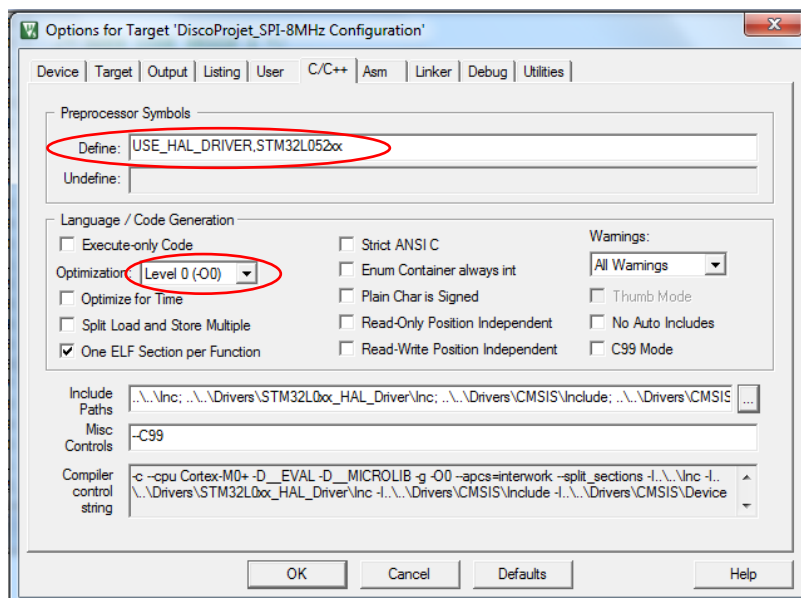 Options for Target 'DiscoProjet_SPI-8MHz Configuration'
Device | Target | Output | Listing | User | C/C++ | Asm | Linker | Debug | Utilities
Preprocessor Symbols
Define: USE_HAL_DRIVER,STM32L052xx
Undefine:
Language / Code Generation
Execute-only Code
Strict ANSI C
Warnings:
Optimization: Level 0 (-O0)
Enum Container always int
All Warnings
Optimize for Time
Plain Char is Signed
Thumb Mode
Split Load and Store Multiple
Read-Only Position Independent
No Auto Includes
One ELF Section per Function
Read-Write Position Independent
C99 Mode
Include Paths
..\..\Inc; ..\..\Drivers\STM32L0xx_HAL_Driver\Inc; ..\..\Drivers\CMSIS\Include; ..\..\Drivers\CMSIS
...
Misc Controls
--C99
Compiler control string
-c --cpu Cortex-M0+ -D__EVAL -D__MICROLIB -g -O0 --apcs=interwork --split_sections -I..\..\Inc -I..
\..\Drivers\STM32L0xx_HAL_Driver\Inc -I..\..\Drivers\CMSIS\Include -I..\..\Drivers\CMSIS\Device
OK
Cancel
Defaults
Help